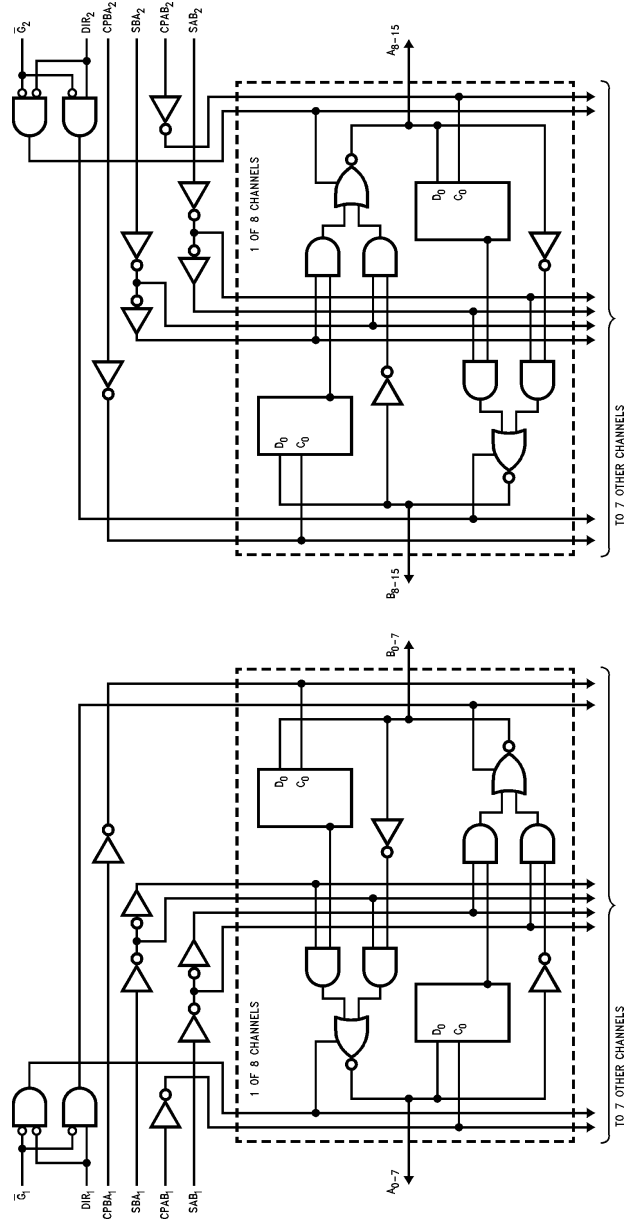 G̅₂
DIR₂
CPBA₂
SBA₂
CPAB₂
SAB₂
1 OF 8 CHANNELS
A₈₋₁₅
D₀
C₀
D₀
C₀
B₈₋₁₅
TO 7 OTHER CHANNELS
G̅₁
DIR₁
CPBA₁
SBA₁
CPAB₁
SAB₁
1 OF 8 CHANNELS
B₀₋₇
D₀
C₀
D₀
C₀
A₀₋₇
TO 7 OTHER CHANNELS